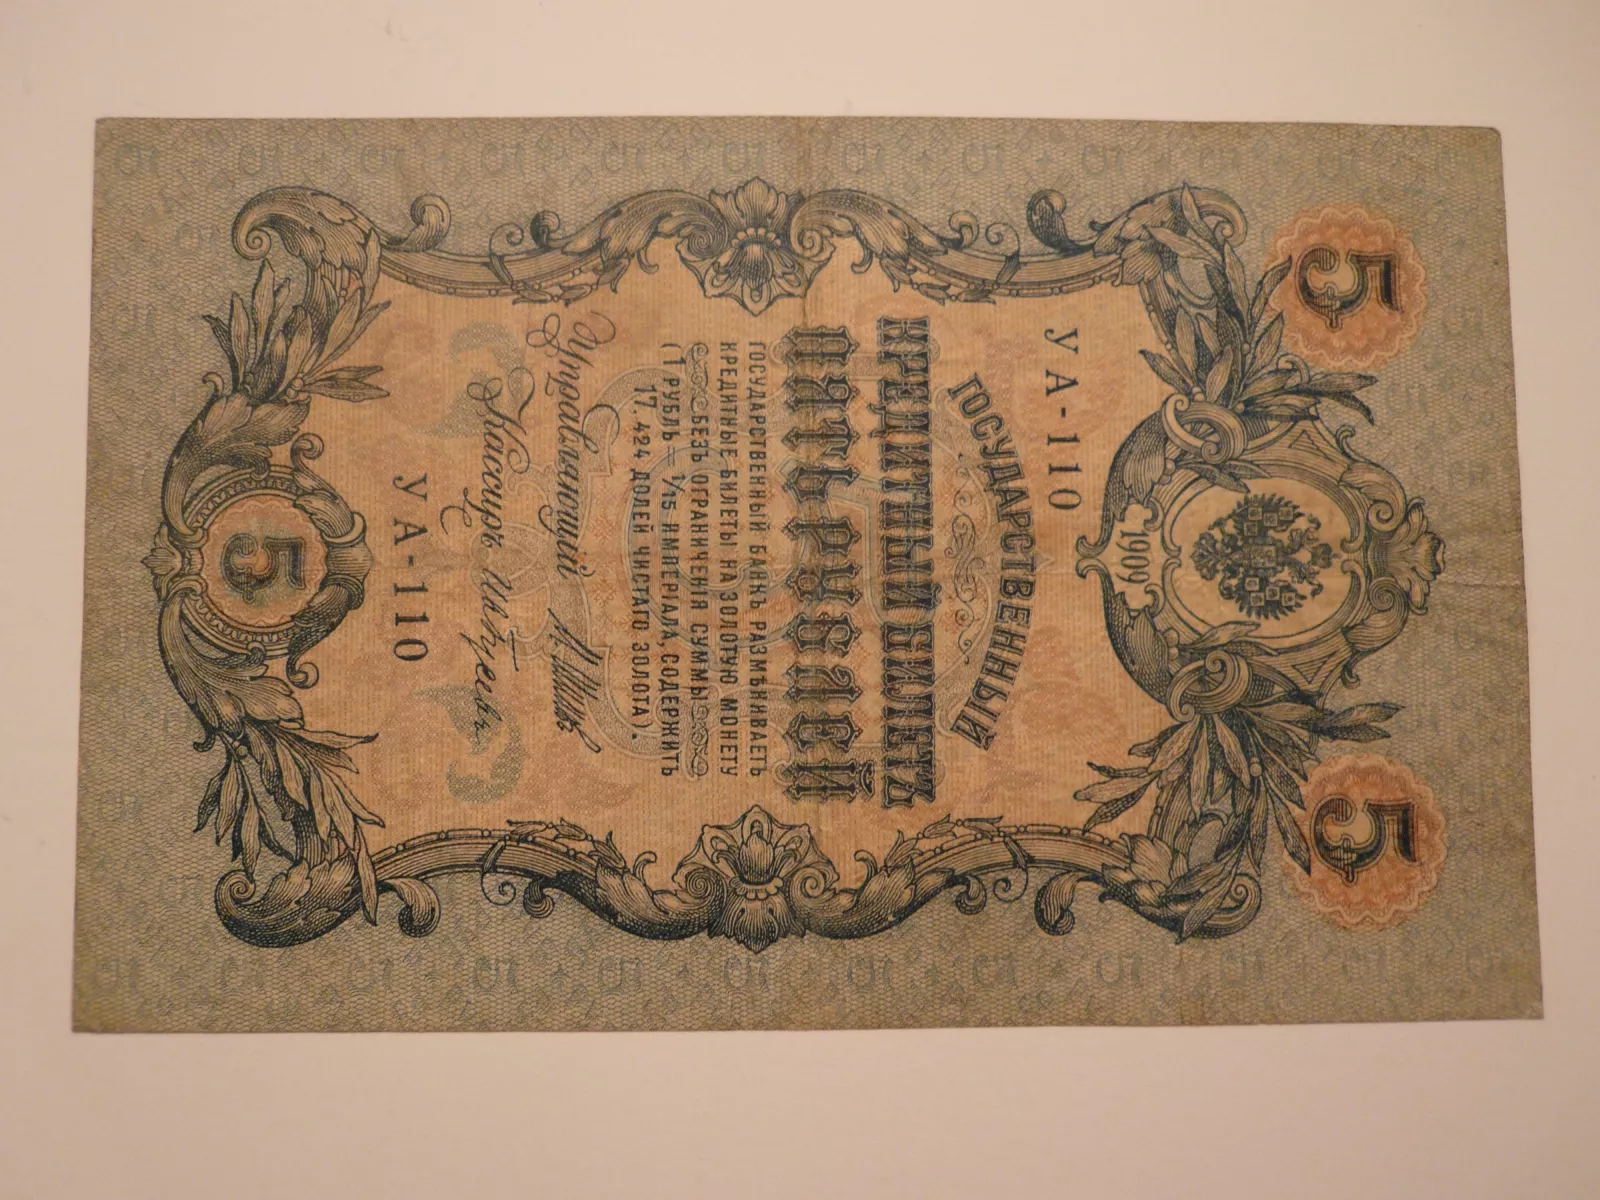 5 5
1909
УА-110
ГОСУДАРСТВЕННЫЙ
КРЕДИТНЫЙ БИЛЕТЪ
ПЯТЬ РУБЛЕЙ
ГОСУДАРСТВЕННЫЙ БАНКЪ РАЗМѢНИВАЕТЪ
КРЕДИТНЫЕ БИЛЕТЫ НА ЗОЛОТУЮ МОНЕТУ
БЕЗЪ ОГРАНИЧЕНІЯ СУММЫ
(1 РУБЛЬ = 1/15 ИМПЕРІАЛА, СОДЕРЖИТЪ
17,424 ДОЛЕЙ ЧИСТАГО ЗОЛОТА).
Управляющій И. Шипов
Кассиръ
УА-110
5